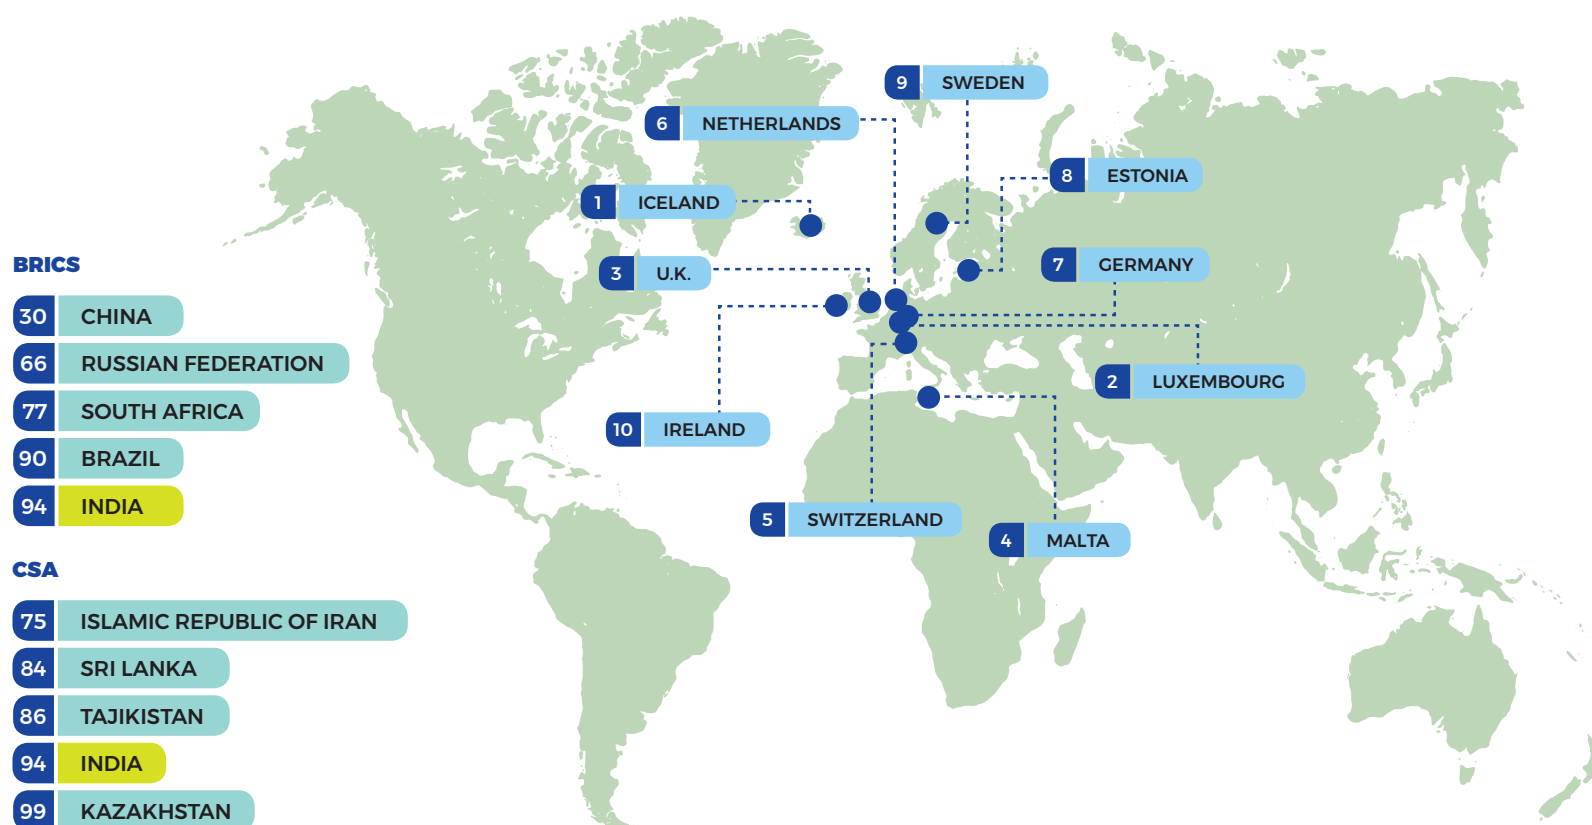 9 SWEDEN
6 NETHERLANDS
8 ESTONIA
1 ICELAND
3 U.K.
7 GERMANY
2 LUXEMBOURG
10 IRELAND
5 SWITZERLAND
4 MALTA
BRICS
30 CHINA
66 RUSSIAN FEDERATION
77 SOUTH AFRICA
90 BRAZIL
94 INDIA
CSA
75 ISLAMIC REPUBLIC OF IRAN
84 SRI LANKA
86 TAJIKISTAN
94 INDIA
99 KAZAKHSTAN